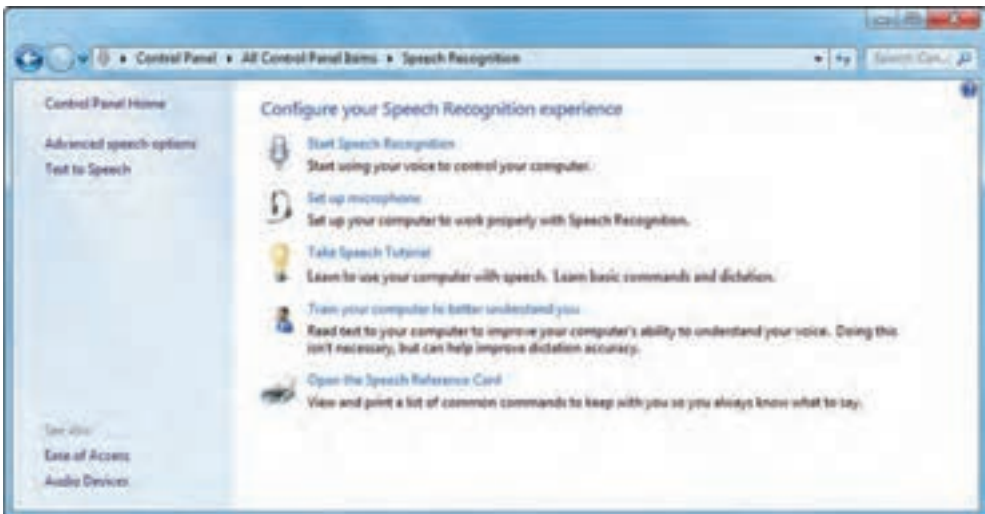 Control Panel ▸ All Control Panel Items ▸ Speech Recognition
Search Con...
Control Panel Home
Advanced speech options
Text to Speech
Configure your Speech Recognition experience
Start Speech Recognition
Start using your voice to control your computer.
Set up microphone
Set up your computer to work properly with Speech Recognition.
Take Speech Tutorial
Learn to use your computer with speech. Learn basic commands and dictation.
Train your computer to better understand you
Read text to your computer to improve your computer's ability to understand your voice. Doing this
isn't necessary, but can help improve dictation accuracy.
Open the Speech Reference Card
View and print a list of common commands to keep with you so you always know what to say.
See also
Ease of Access
Audio Devices